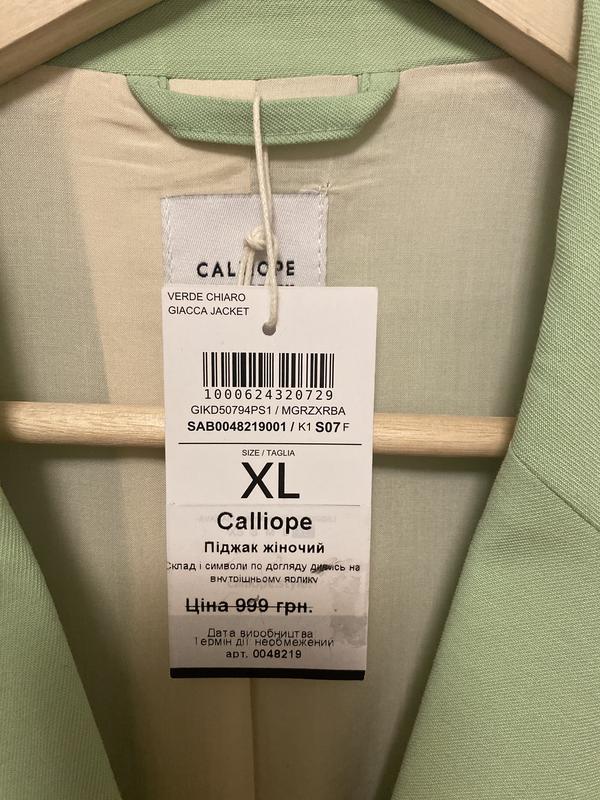 CALLIOPE
VERDE CHIARO
GIACCA JACKET
1000624320729
GIKD50794PS1 / MGRZXRBA
SAB0048219001 / K1 S07 F
SIZE / TAGLIA
XL
Calliope
Піджак жіночий
Склад і символи по догляду дивись на
внутрішньому ярлику
Ціна 999 грн.
Дата виробництва
Термін дії необмежений
арт. 0048219